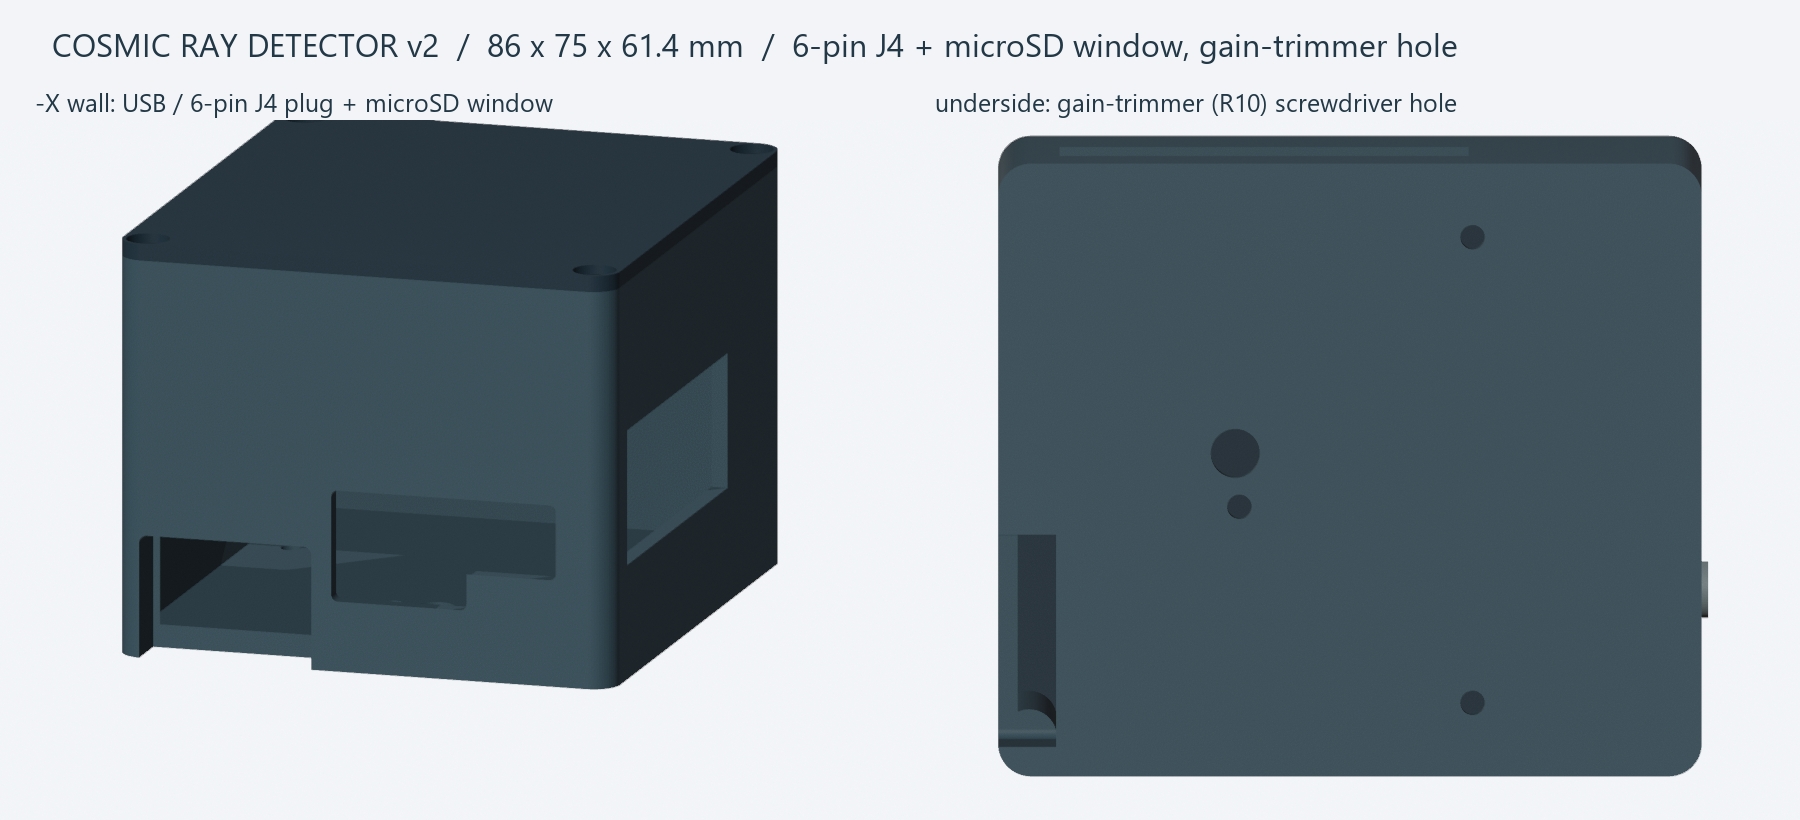 COSMIC RAY DETECTOR v2 / 86 x 75 x 61.4 mm / 6-pin J4 + microSD window, gain-trimmer hole
-X wall: USB / 6-pin J4 plug + microSD window
underside: gain-trimmer (R10) screwdriver hole